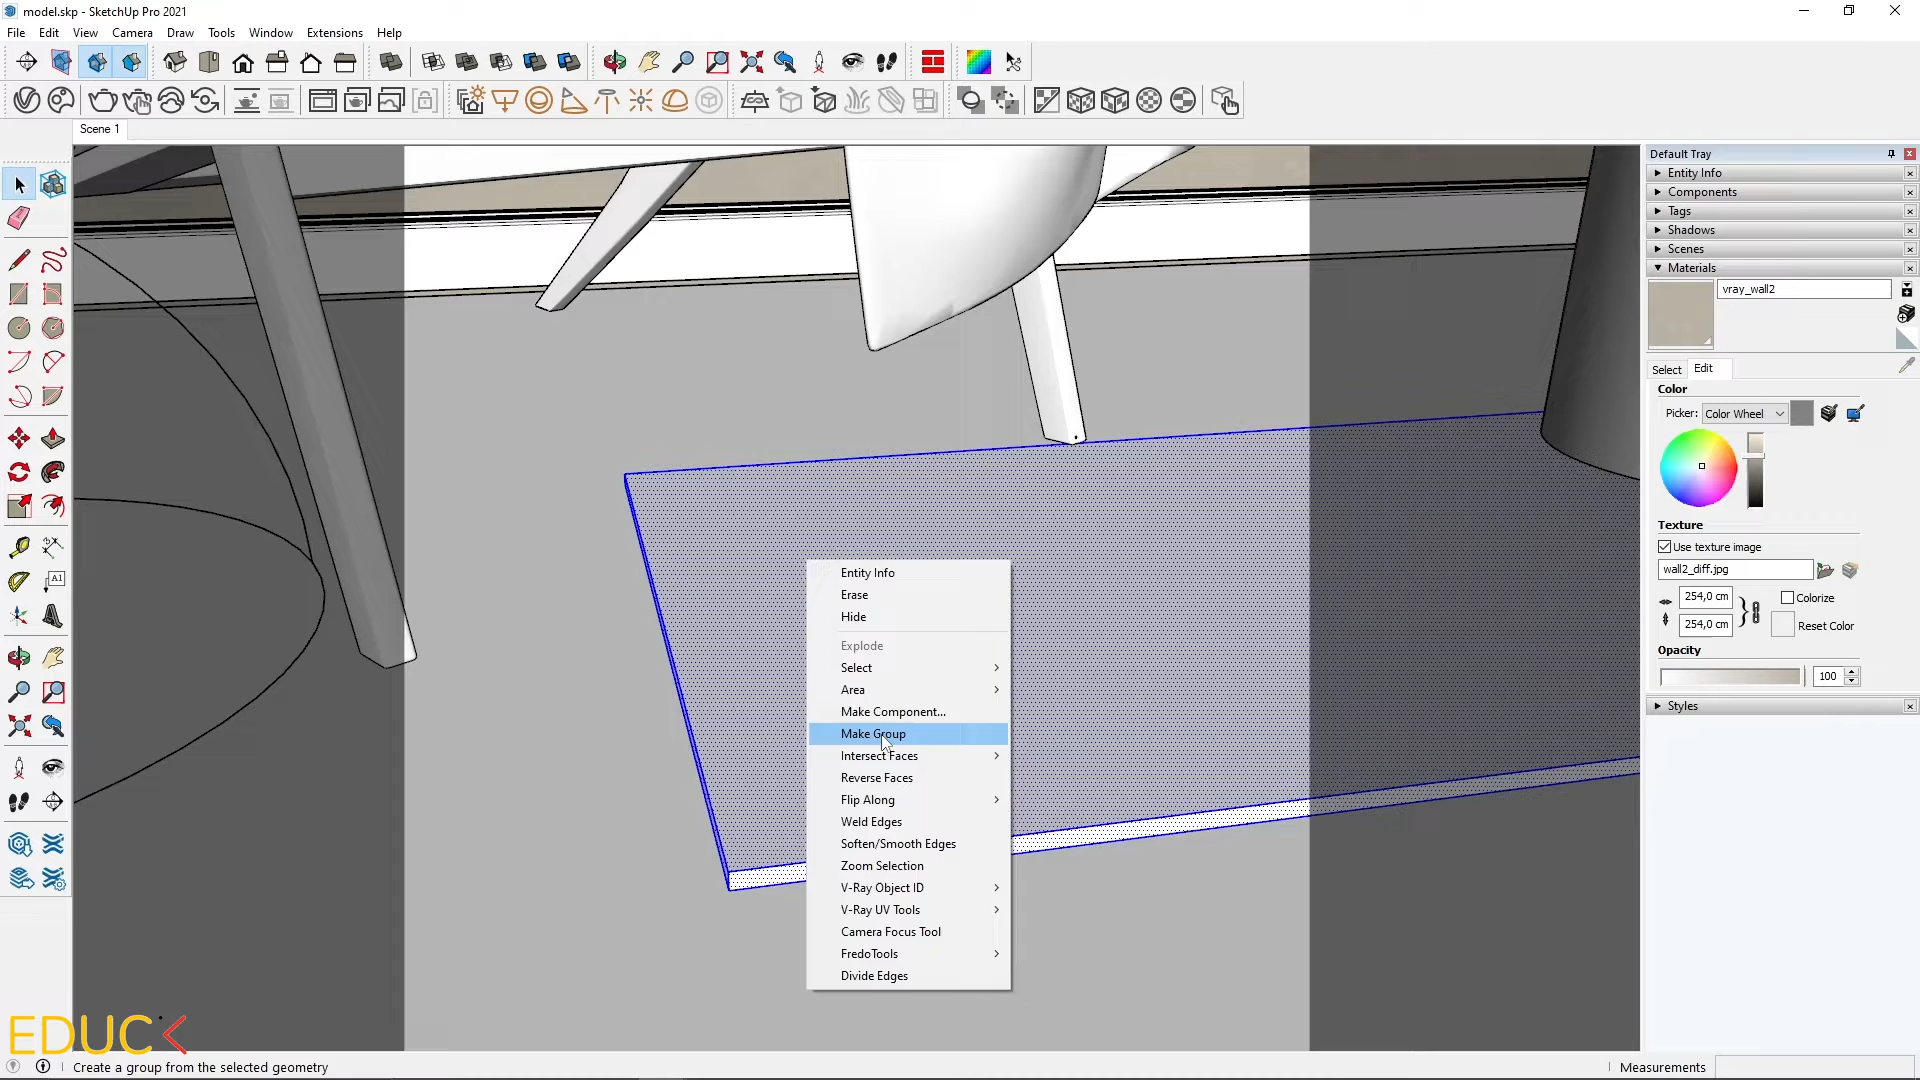 model.skp - SketchUp Pro 2021
File Edit View Camera Draw Tools Window Extensions Help
Scene 1
Default Tray
Entity Info
Components
Tags
Shadows
Scenes
Materials
vray_wall2
Select Edit
Color
Picker: Color Wheel
Texture
Use texture image
wall2_diff.jpg
254,0 cm
Colorize
254,0 cm
Reset Color
Opacity
100
Styles
A1
Entity Info
Erase
Hide
Explode
Select
Area
Make Component...
Make Group
Intersect Faces
Reverse Faces
Flip Along
Weld Edges
Soften/Smooth Edges
Zoom Selection
V-Ray Object ID
V-Ray UV Tools
Camera Focus Tool
FredoTools
Divide Edges
EDUC
Create a group from the selected geometry
Measurements